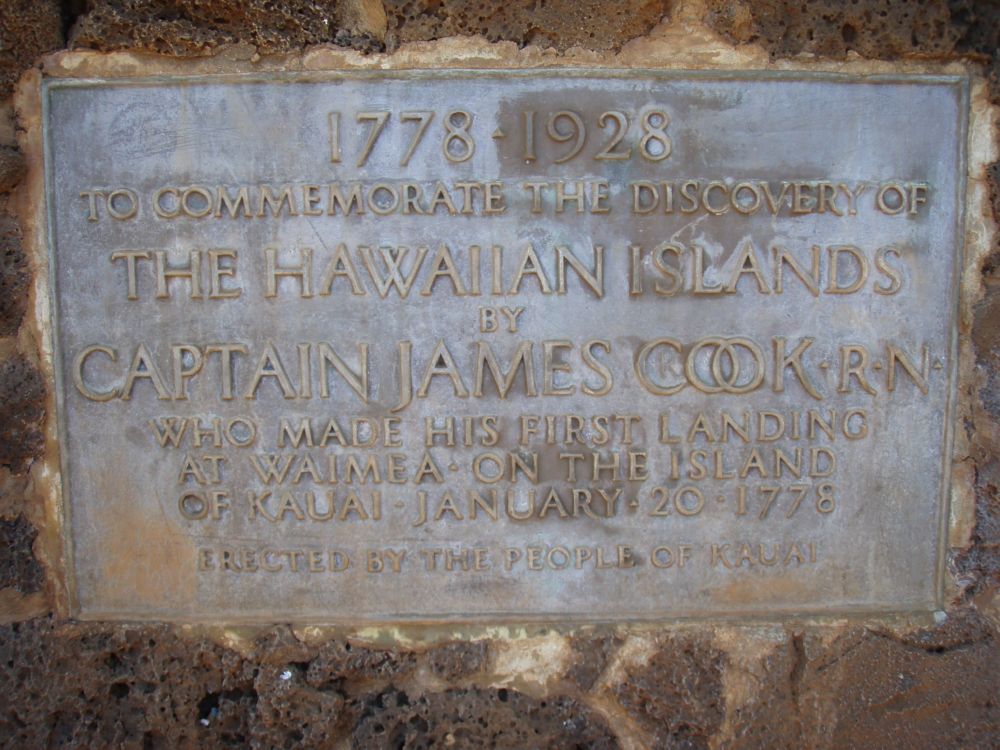 1778·1928
TO COMMEMORATE THE DISCOVERY OF
THE HAWAIIAN ISLANDS
BY
CAPTAIN JAMES COOK·R·N·
WHO MADE HIS FIRST LANDING
AT WAIMEA·ON THE ISLAND
OF KAUAI·JANUARY·20·1778
ERECTED BY THE PEOPLE OF KAUAI